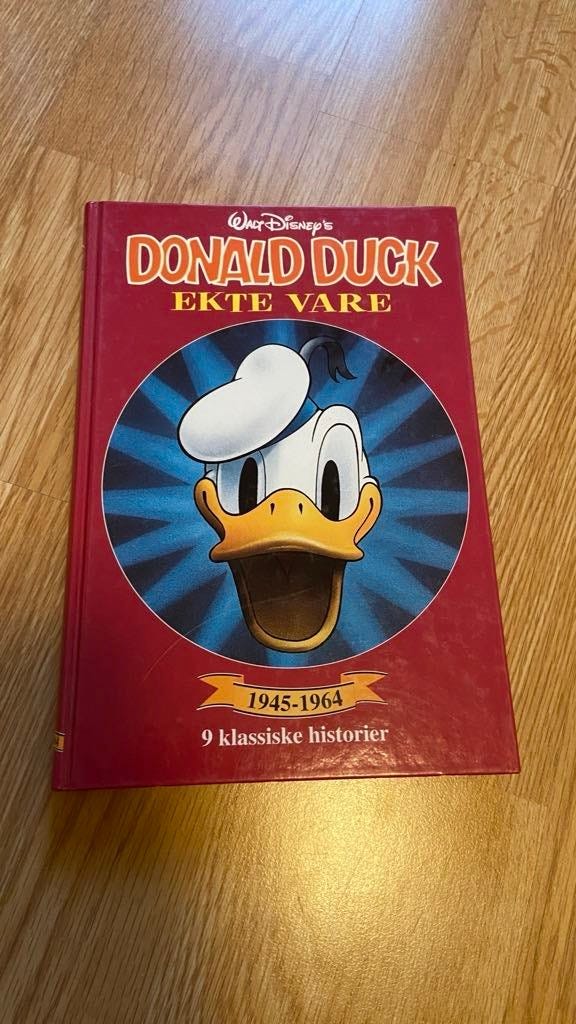 Walt Disney's
DONALD DUCK
EKTE VARE
1945-1964
9 klassiske historier